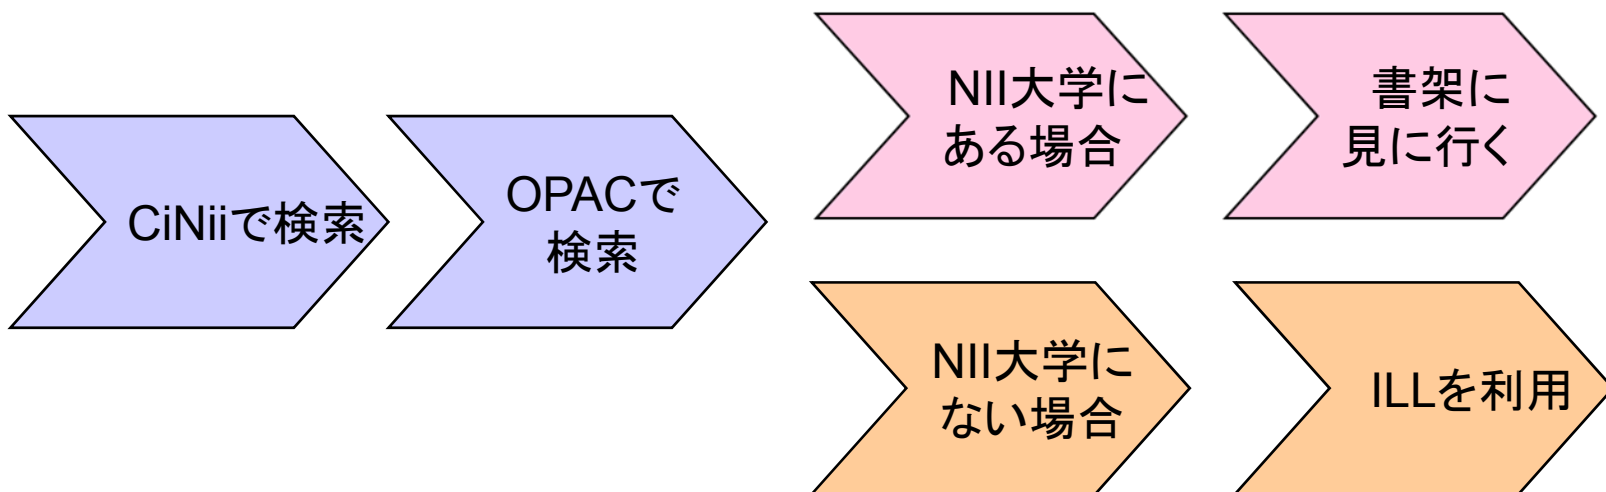 CiNiiで検索
OPACで
検索
NII大学に
ある場合
書架に
見に行く
NII大学に
ない場合
ILLを利用